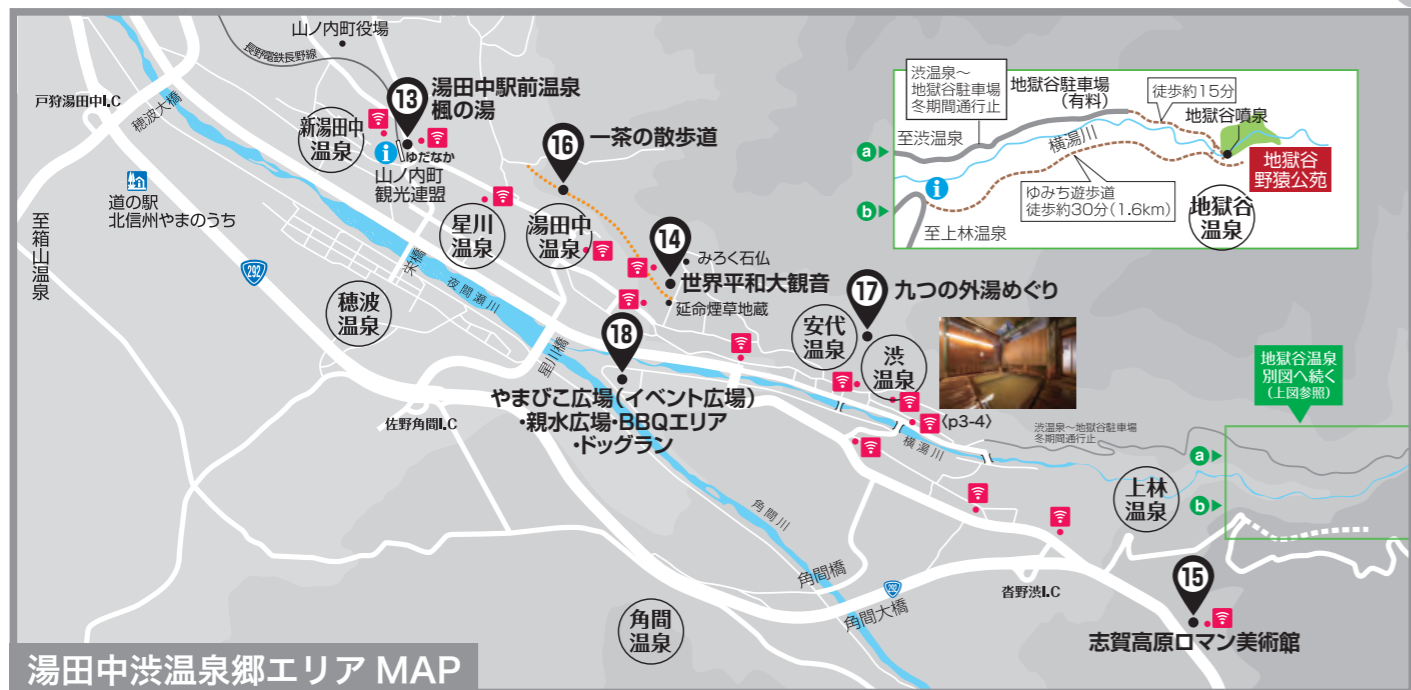 山ノ内町役場
長野電鉄長野線
戸狩湯田中I.C
穂波大橋
新湯田中
温泉
13
湯田中駅前温泉
楓の湯
i
ゆだなか
山ノ内町
観光連盟
道の駅
北信州やまのうち
至箱山温泉
292
16
一茶の散歩道
星川
温泉
湯田中
温泉
14
みろく石仏
世界平和大観音
延命煙草地蔵
栄橋
夜間瀬川
穂波
温泉
星川橋
18
やまびこ広場(イベント広場)
・親水広場・BBQエリア
・ドッグラン
佐野角間I.C
17
九つの外湯めぐり
安代
温泉
渋
温泉
〈p3-4〉
横湯川
渋温泉〜地獄谷駐車場
冬期間通行止
上林
温泉
地獄谷温泉
別図へ続く
(上図参照)
a
b
角間川
角間橋
角間大橋
292
角間
温泉
沓野渋I.C
15
志賀高原ロマン美術館
渋温泉〜
地獄谷駐車場
冬期間通行止
地獄谷駐車場
(有料)
徒歩約15分
地獄谷噴泉
至渋温泉
横湯川
地獄谷
野猿公苑
a
i
ゆみち遊歩道
徒歩約30分(1.6km)
地獄谷
温泉
b
至上林温泉
湯田中渋温泉郷エリア MAP